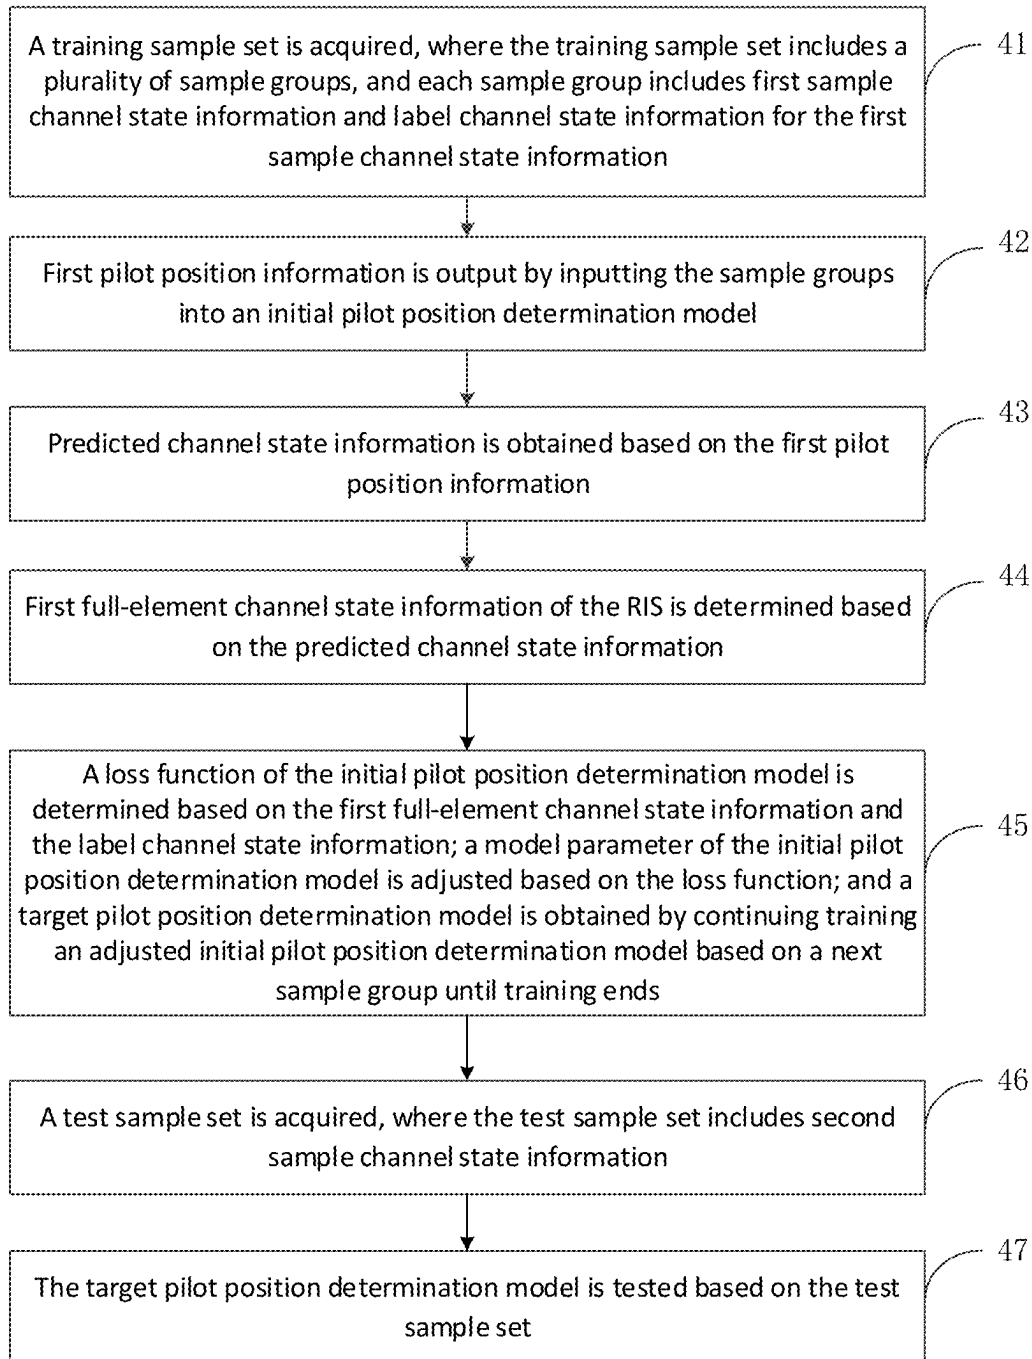 A training sample set is acquired, where the training sample set includes a
plurality of sample groups, and each sample group includes first sample
channel state information and label channel state information for the first
sample channel state information
41
First pilot position information is output by inputting the sample groups
into an initial pilot position determination model
42
Predicted channel state information is obtained based on the first pilot
position information
43
First full-element channel state information of the RIS is determined based
on the predicted channel state information
44
A loss function of the initial pilot position determination model is
determined based on the first full-element channel state information and
the label channel state information; a model parameter of the initial pilot
position determination model is adjusted based on the loss function; and a
target pilot position determination model is obtained by continuing training
an adjusted initial pilot position determination model based on a next
sample group until training ends
45
A test sample set is acquired, where the test sample set includes second
sample channel state information
46
The target pilot position determination model is tested based on the test
sample set
47